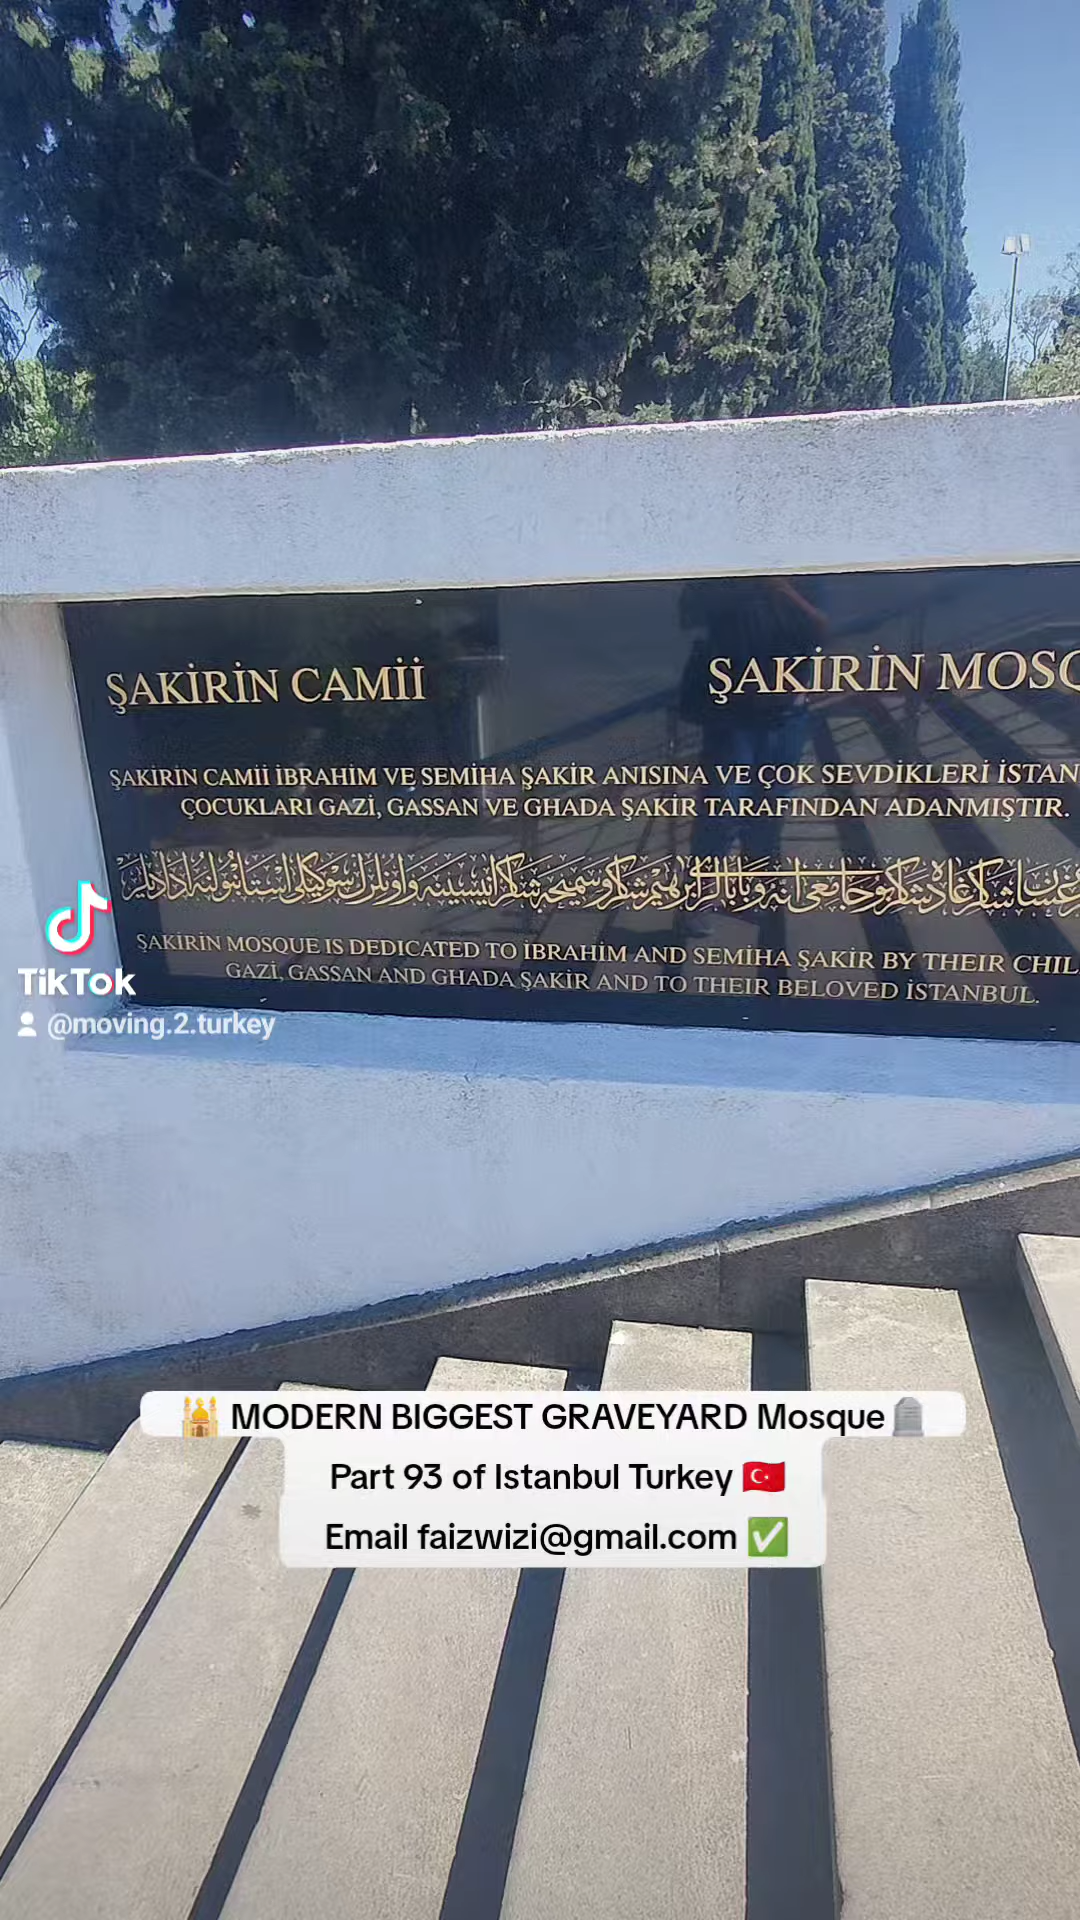 ŞAKİRİN CAMİİ
ŞAKİRİN
ŞAKİRİN CAMİİ İBRAHİM VE SEMİHA ŞAKİR ANISINA VE ÇOK SEVDİKLERİ
ÇOCUKLARI GAZİ, GASSAN VE GHADA ŞAKİR TARAFINDAN ADANMIŞTIR.
ŞAKİRİN MOSQUE IS DEDICATED TO İBRAHİM AND SEMİHA ŞAKİR BY THEIR
GAZİ, GASSAN AND GHADA ŞAKİR AND TO THEIR BELOVED İSTANBUL.
TikTok
@moving.2.turkey
🕌 MODERN BIGGEST GRAVEYARD Mosque🪦
Part 93 of Istanbul Turkey 🇹🇷
Email faizwizi@gmail.com ✅